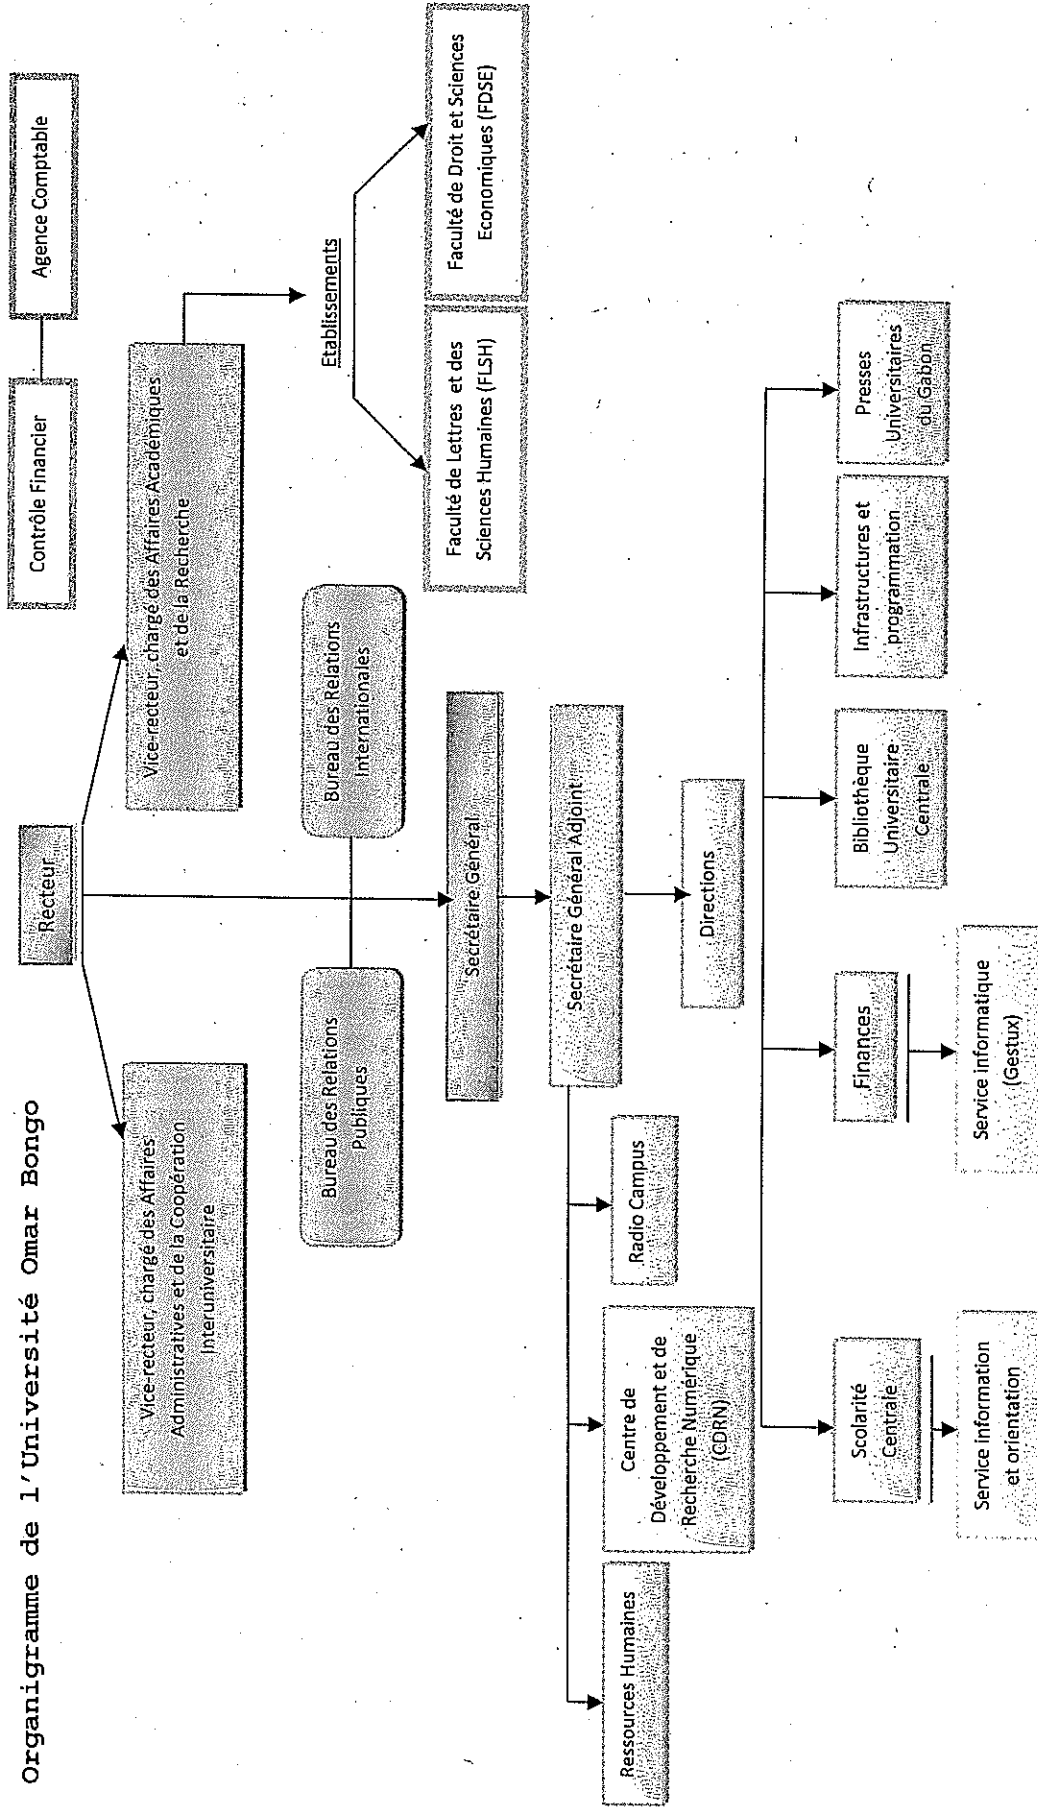 Organigramme de l'Université Omar Bongo
Contrôle Financier
Agence Comptable
Recteur
Vice-recteur, chargé des Affaires
Administratives et de la Coopération
Interuniversitaire
Vice-recteur, chargé des Affaires Académiques
et de la Recherche
Bureau des Relations
Publiques
Bureau des Relations
Internationales
Etablissements
Faculté de Lettres et des
Sciences Humaines (FLSH)
Faculté de Droit et Sciences
Economiques (FDSE)
Secrétaire Général
Secrétaire Général Adjoint
Ressources Humaines
Centre de
Développement et de
Recherche Numérique
(CDRN)
Radio Campus
Directions
Scolarité
Centrale
Finances
Bibliothèque
Universitaire
Centrale
Infrastructures et
programmation
Presses
Universitaires
du Gabon
Service information
et orientation
Service informatique
(Gestux)